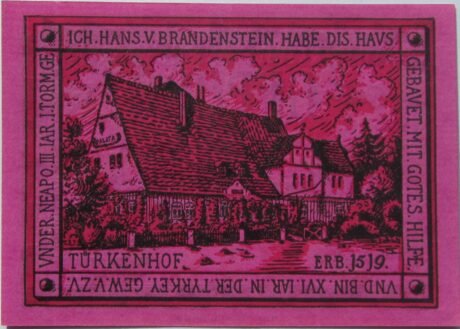 ICH. HANS. V. BRANDENSTEIN. HABE. DIS. HAVS.
GEBAVET. MIT. GOTES. HILFE.
VND. BIN. XVI. IAR. IN. DER. TYRKEY. GEW. V. ZV.
VNDER. NEAPO. III. IAR. I. TORM. GE
TÜRKENHOF. ERB. 1519.